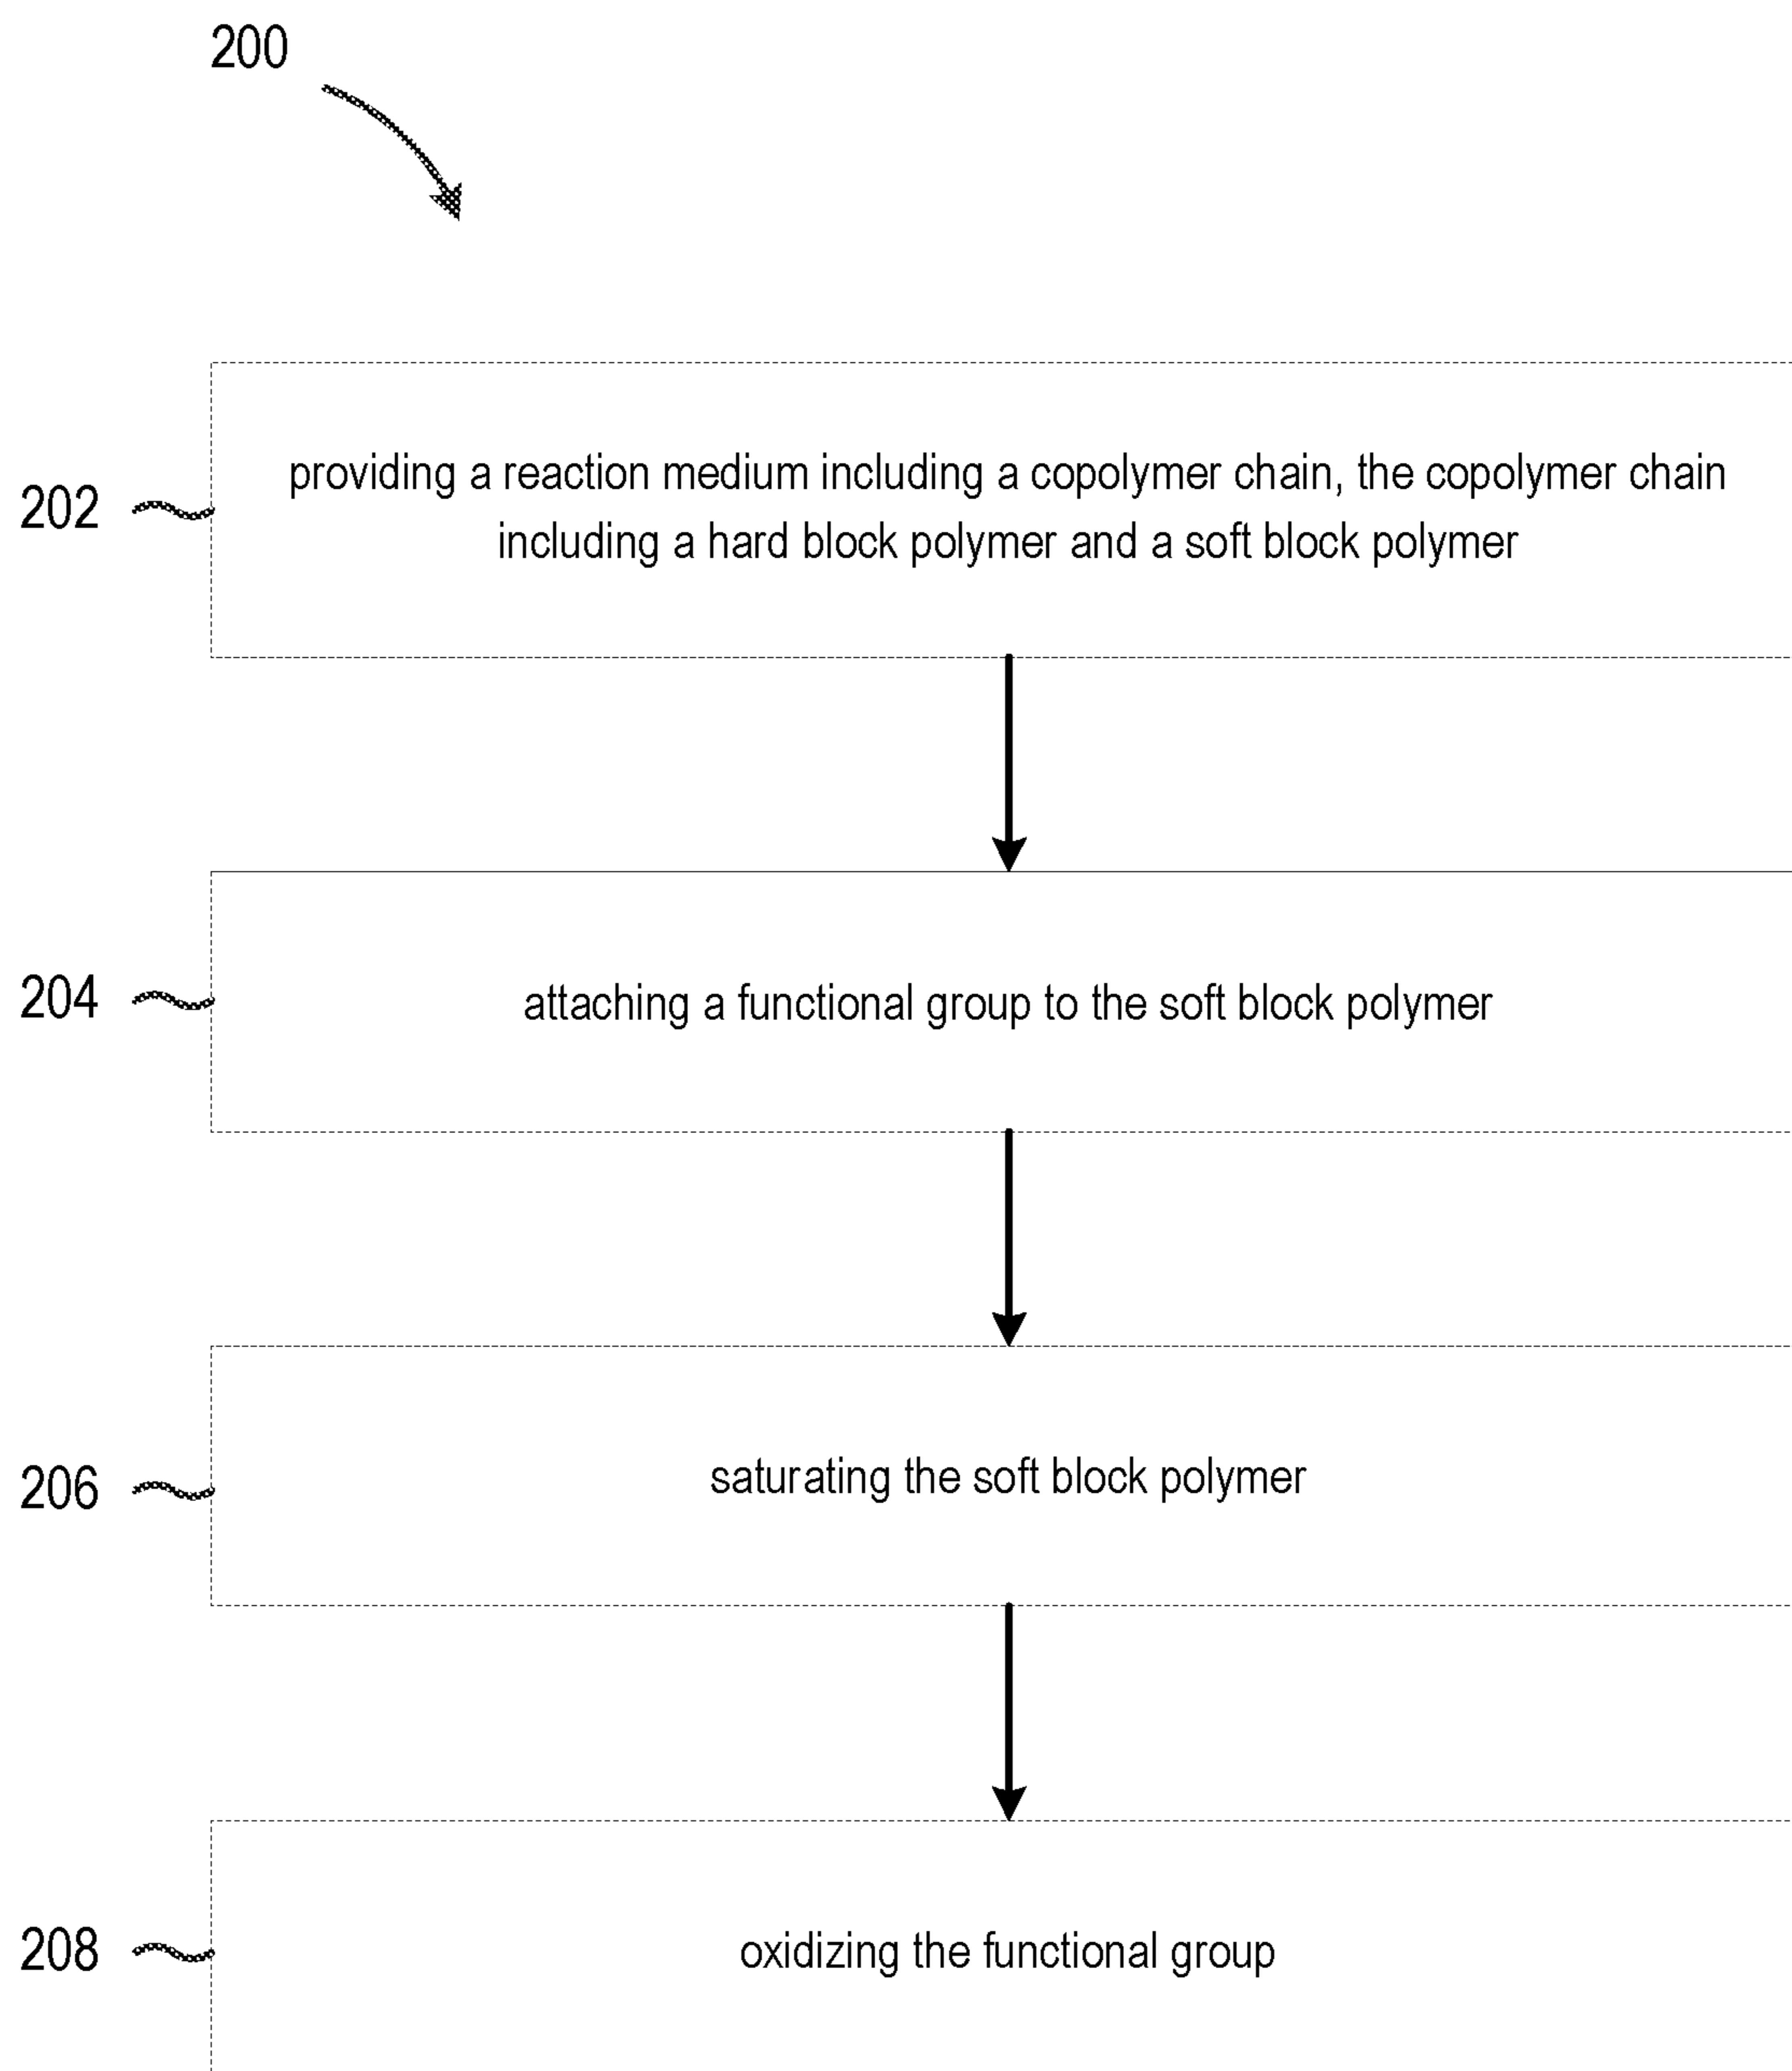 200
202
providing a reaction medium including a copolymer chain, the copolymer chain
including a hard block polymer and a soft block polymer
204
attaching a functional group to the soft block polymer
206
saturating the soft block polymer
208
oxidizing the functional group